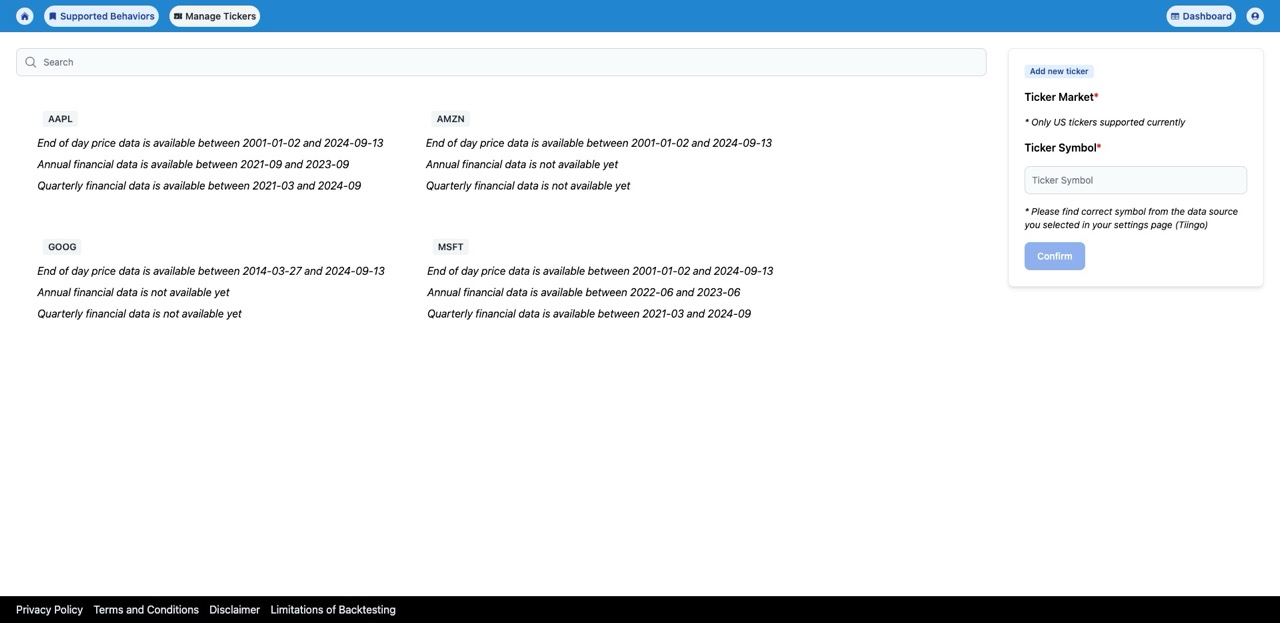 Supported Behaviors
Manage Tickers
Dashboard
Search
AAPL
End of day price data is available between 2001-01-02 and 2024-09-13
Annual financial data is available between 2021-09 and 2023-09
Quarterly financial data is available between 2021-03 and 2024-09
AMZN
End of day price data is available between 2001-01-02 and 2024-09-13
Annual financial data is not available yet
Quarterly financial data is not available yet
GOOG
End of day price data is available between 2014-03-27 and 2024-09-13
Annual financial data is not available yet
Quarterly financial data is not available yet
MSFT
End of day price data is available between 2001-01-02 and 2024-09-13
Annual financial data is available between 2022-06 and 2023-06
Quarterly financial data is available between 2021-03 and 2024-09
Add new ticker
Ticker Market*
* Only US tickers supported currently
Ticker Symbol*
Ticker Symbol
* Please find correct symbol from the data source
you selected in your settings page (Tiingo)
Confirm
Privacy Policy
Terms and Conditions
Disclaimer
Limitations of Backtesting